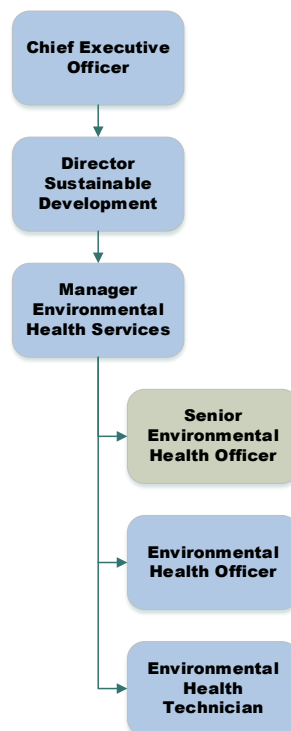 Chief Executive
Officer
Director
Sustainable
Development
Manager
Environmental
Health Services
Senior
Environmental
Health Officer
Environmental
Health Officer
Environmental
Health
Technician